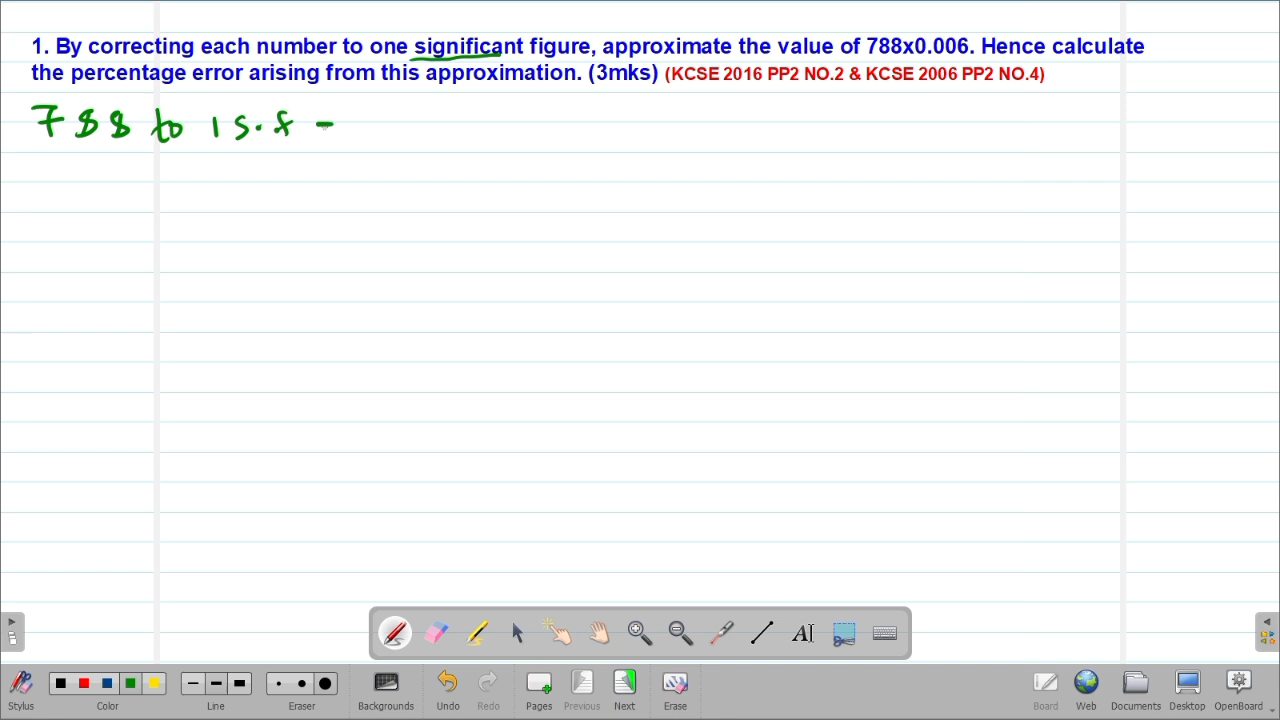 1. By correcting each number to one significant figure, approximate the value of 788x0.006. Hence calculate
the percentage error arising from this approximation. (3mks) (KCSE 2016 PP2 NO.2 & KCSE 2006 PP2 NO.4)
788 to 1 s.f -
Stylus Color Line Eraser Backgrounds Undo Redo Pages Previous Next Erase Board Web Documents Desktop OpenBoard